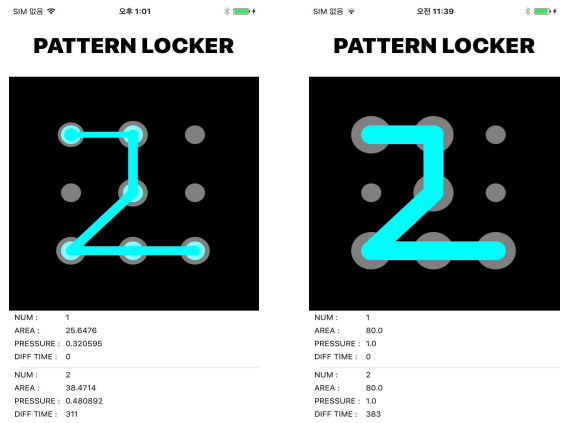 SIM 없음 오후 1:01
PATTERN LOCKER
NUM : 1
AREA : 25.6476
PRESSURE : 0.320595
DIFF TIME : 0
NUM : 2
AREA : 38.4714
PRESSURE : 0.480892
DIFF TIME : 311
SIM 없음 오전 11:39
PATTERN LOCKER
NUM : 1
AREA : 80.0
PRESSURE : 1.0
DIFF TIME : 0
NUM : 2
AREA : 80.0
PRESSURE : 1.0
DIFF TIME : 383